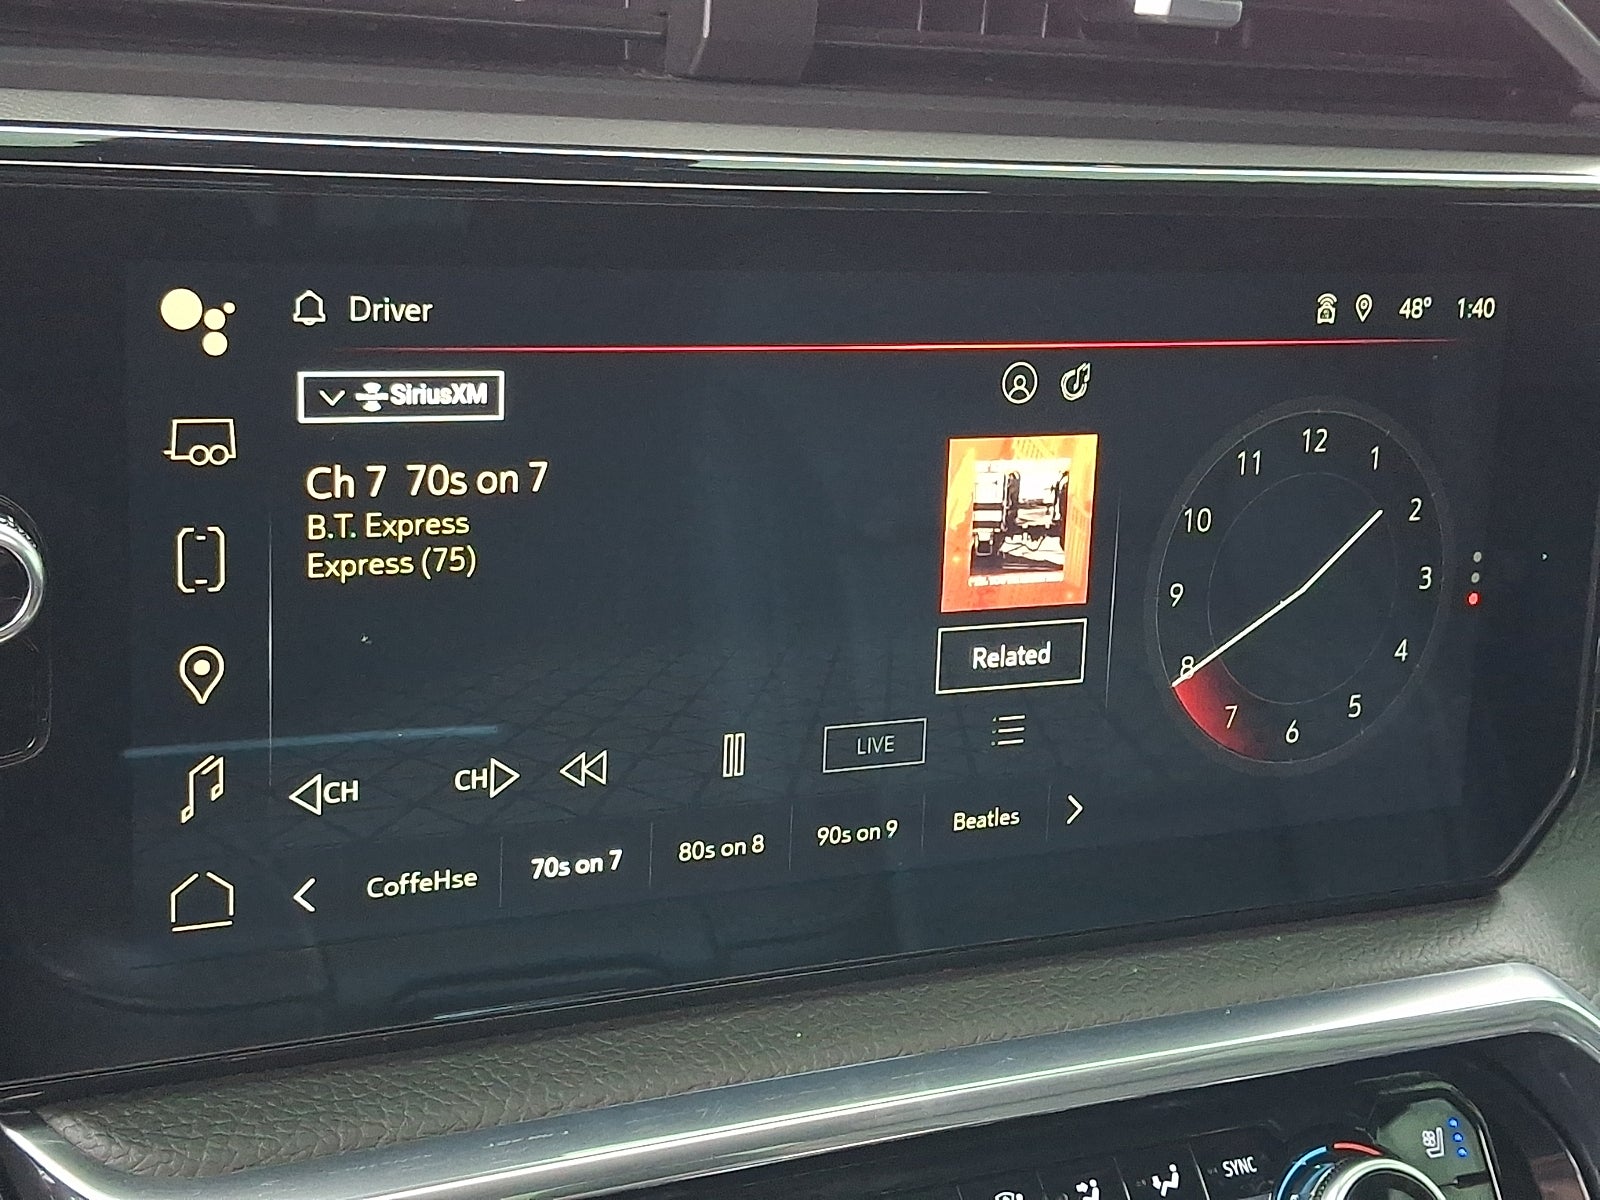 Driver
48° 1:40
SiriusXM
Ch 7 70s on 7
B.T. Express
Express (75)
Related
CH
CH
LIVE
CoffeHse
70s on 7
80s on 8
90s on 9
Beatles
12
1
2
3
4
5
6
7
8
9
10
11
SYNC